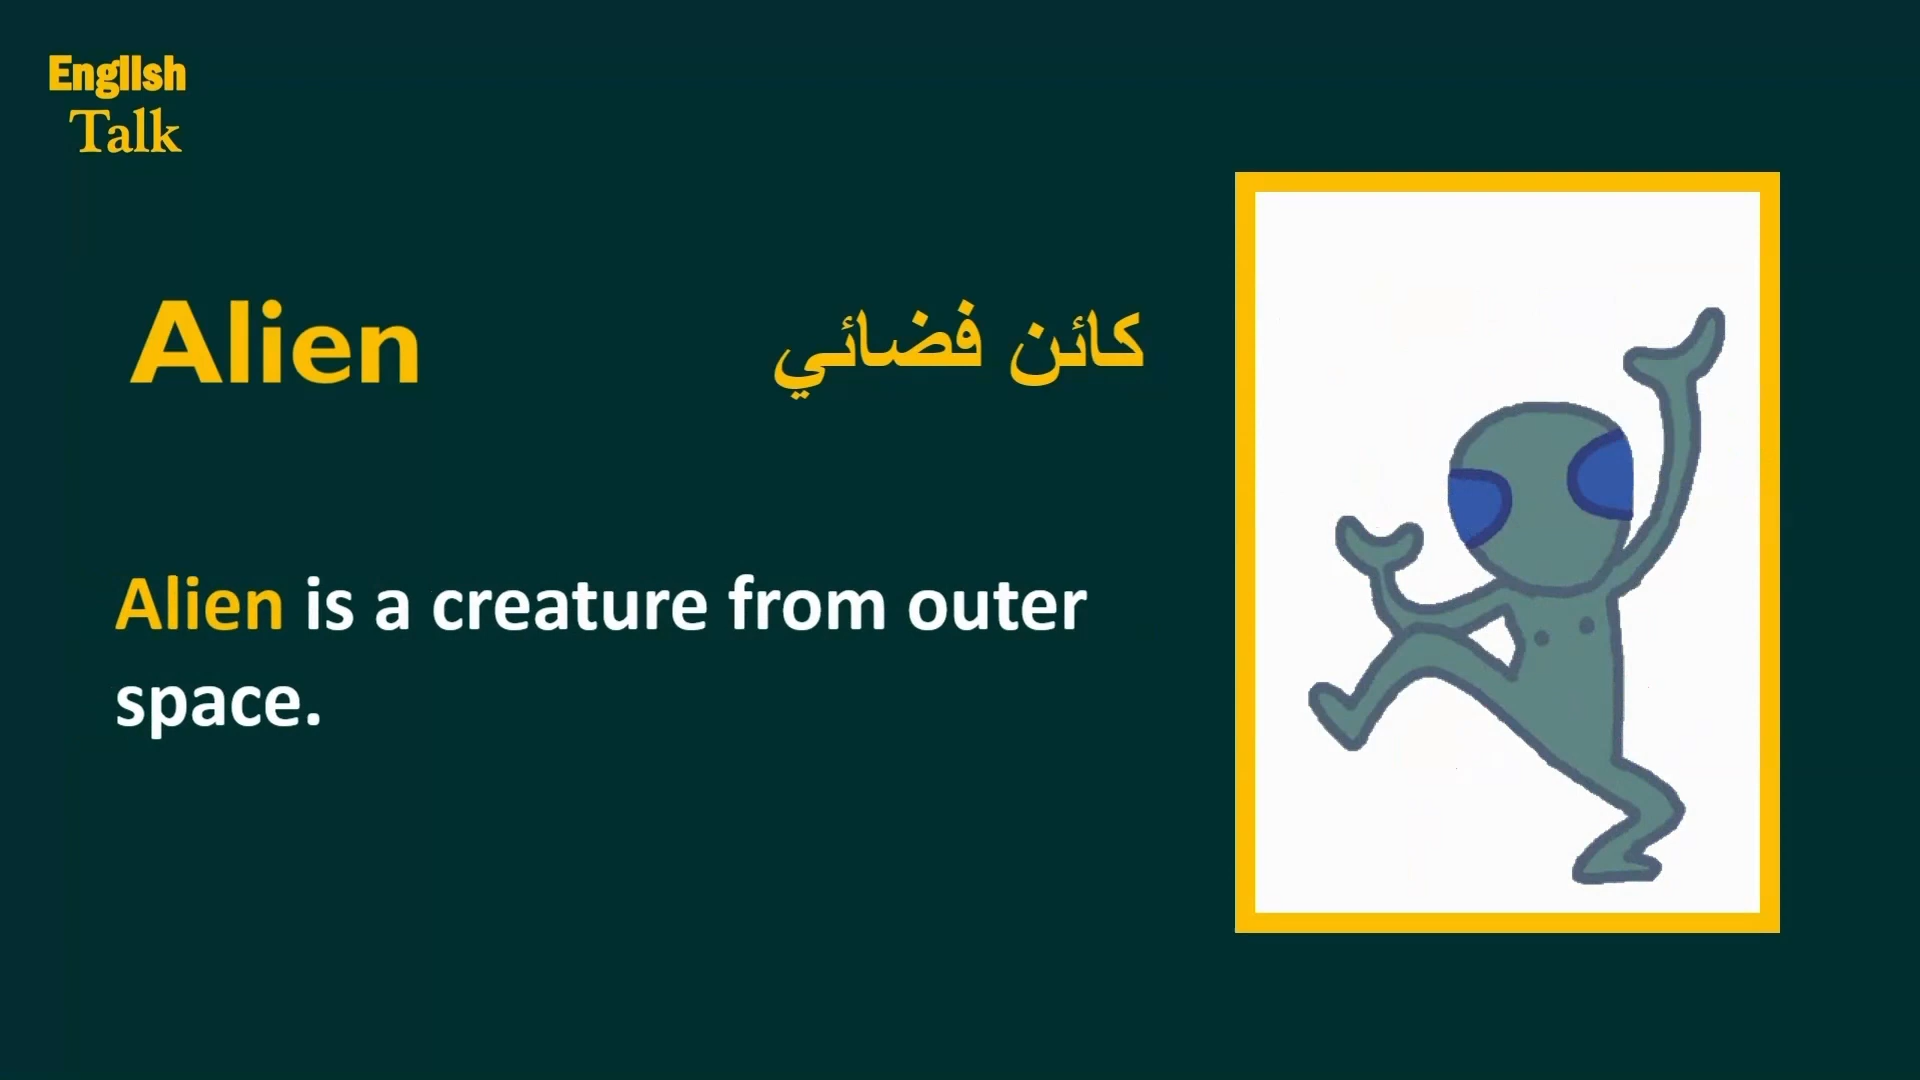 English
Talk
Alien
كائن فضائي
Alien is a creature from outer
space.